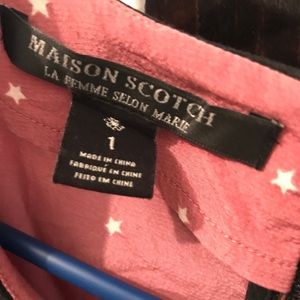 MAISON SCOTCH
LA FEMME SELON MARIE
1
MADE IN CHINA
FABRIQUÉ EN CHINE
FEITO EM CHINE